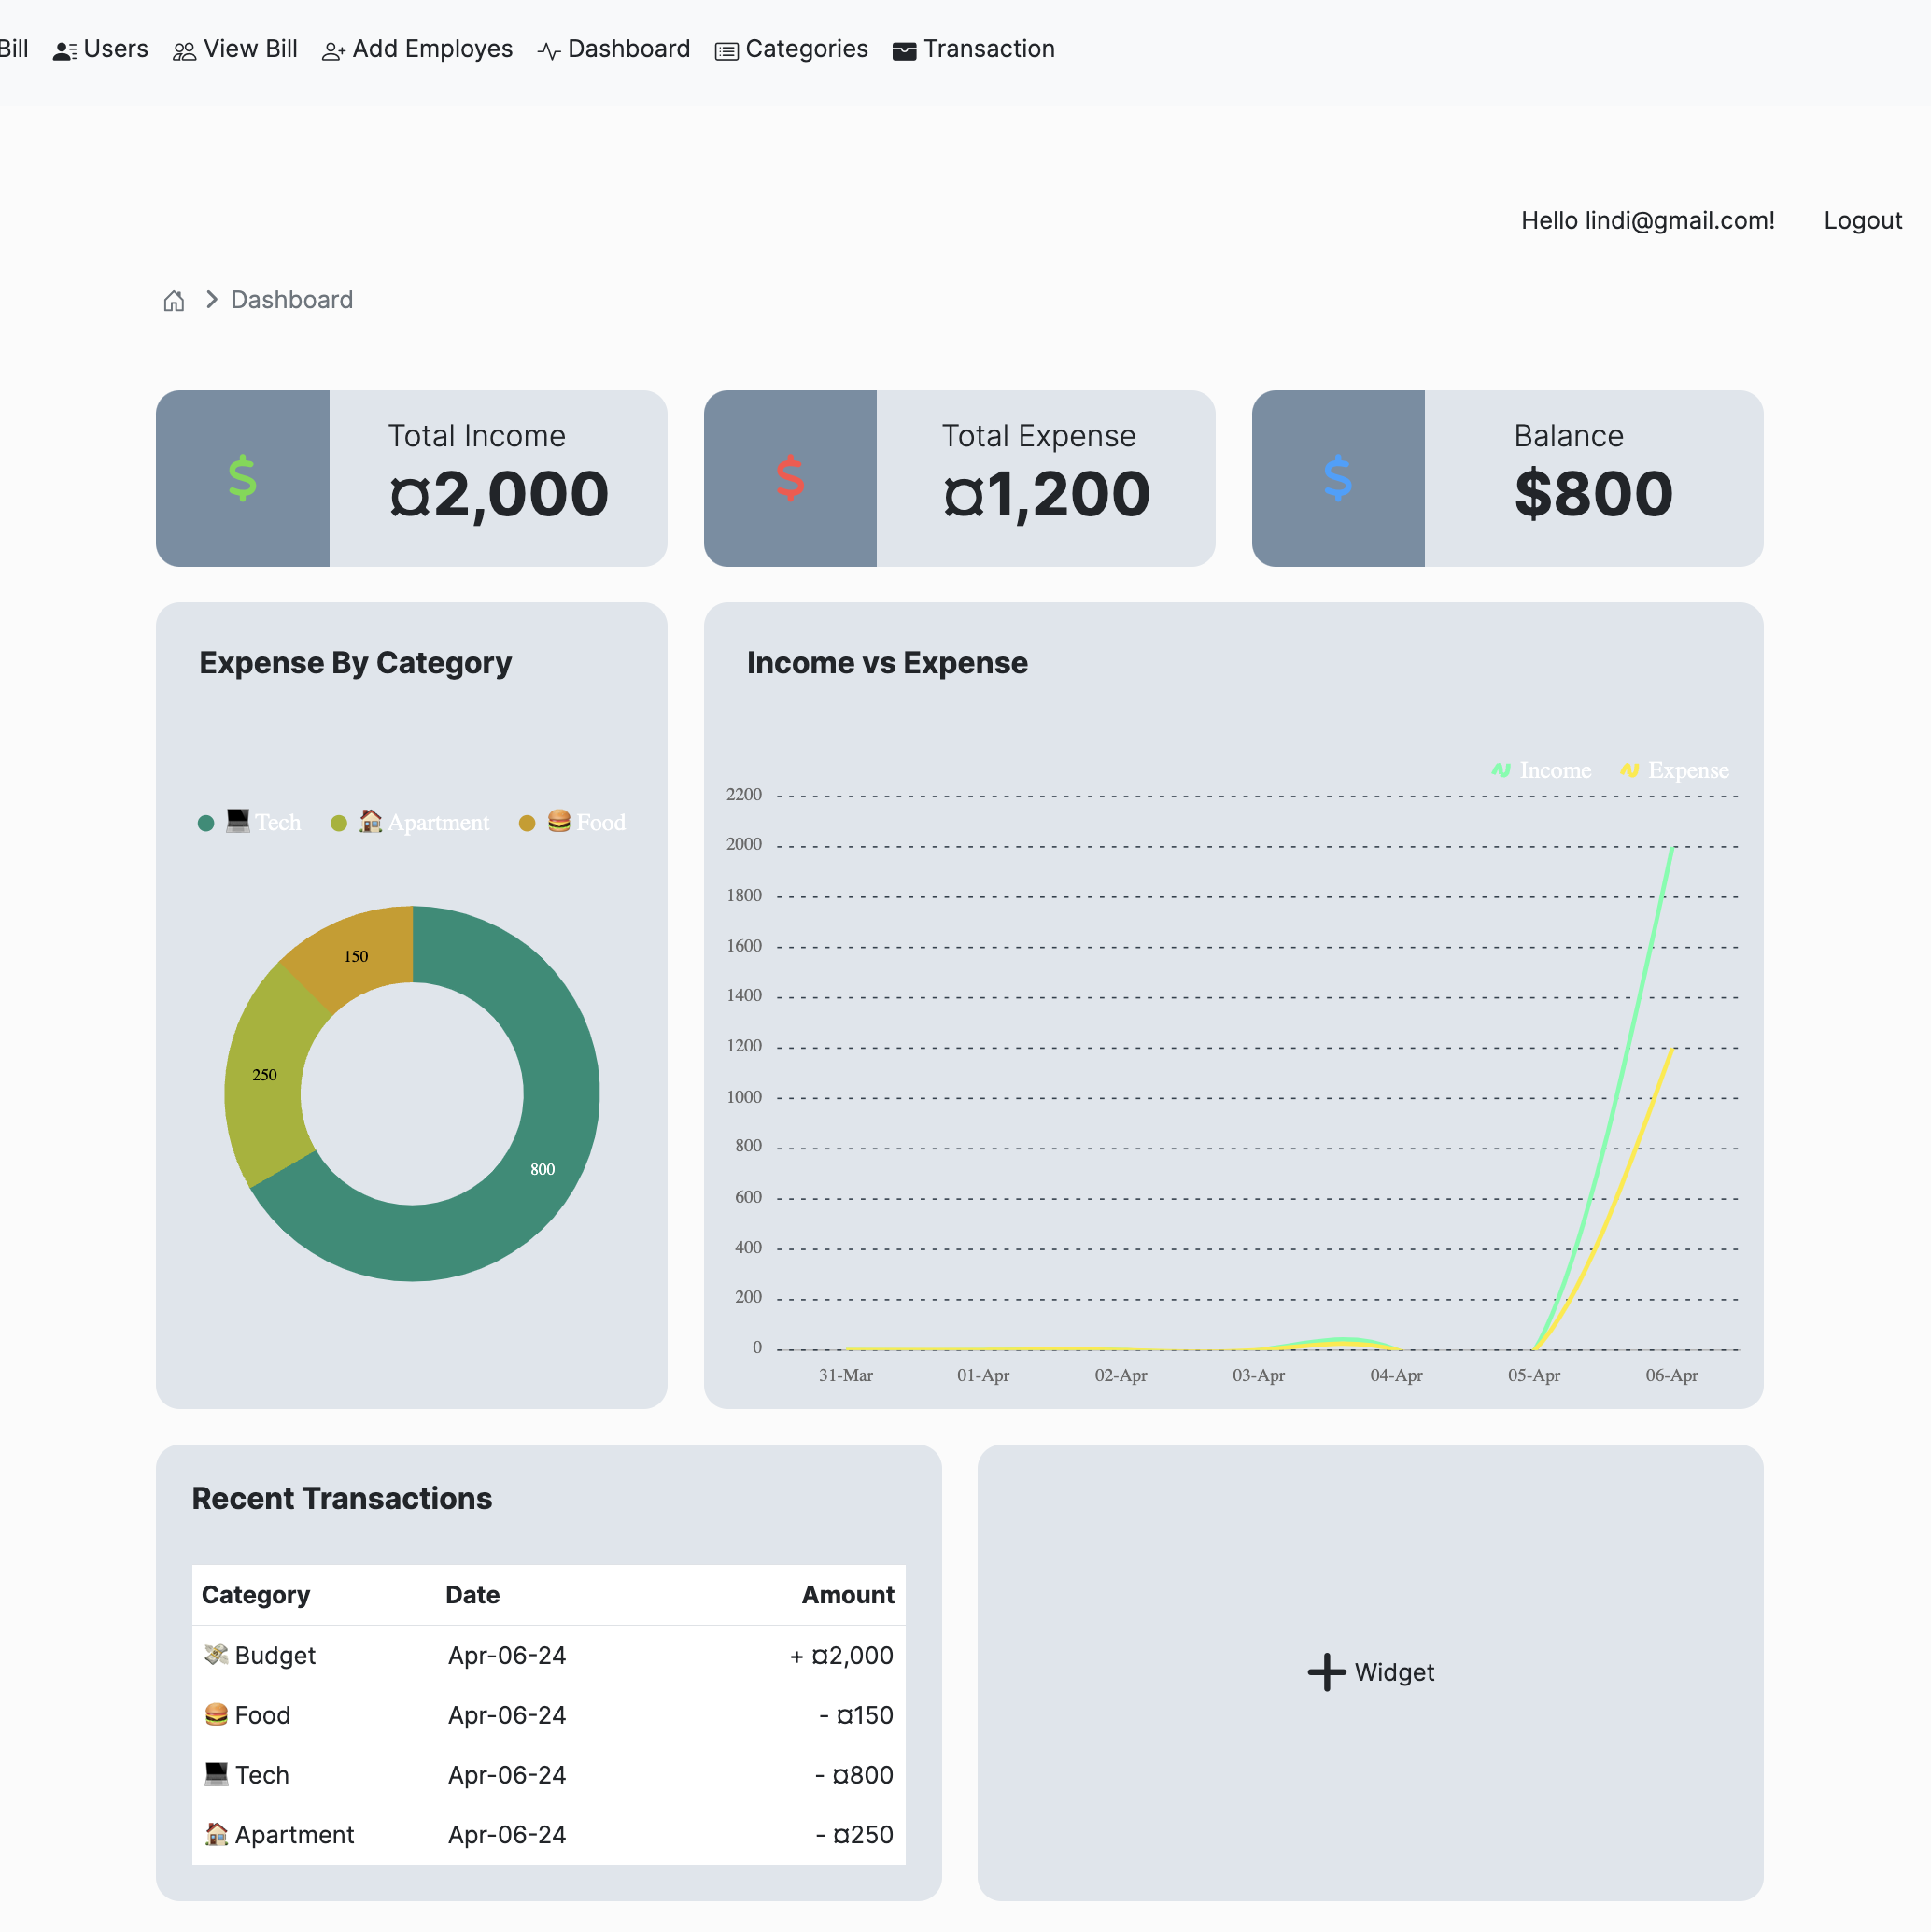 Bill Users View Bill Add Employes Dashboard Categories Transaction
Hello lindi@gmail.com! Logout
Dashboard
Total Income
¤2,000
Total Expense
¤1,200
Balance
$800
Expense By Category
Tech Apartment Food
150
250
800
Income vs Expense
Income Expense
2200
2000
1800
1600
1400
1200
1000
800
600
400
200
0
31-Mar 01-Apr 02-Apr 03-Apr 04-Apr 05-Apr 06-Apr
Recent Transactions
Category Date Amount
Budget Apr-06-24 + ¤2,000
Food Apr-06-24 - ¤150
Tech Apr-06-24 - ¤800
Apartment Apr-06-24 - ¤250
Widget